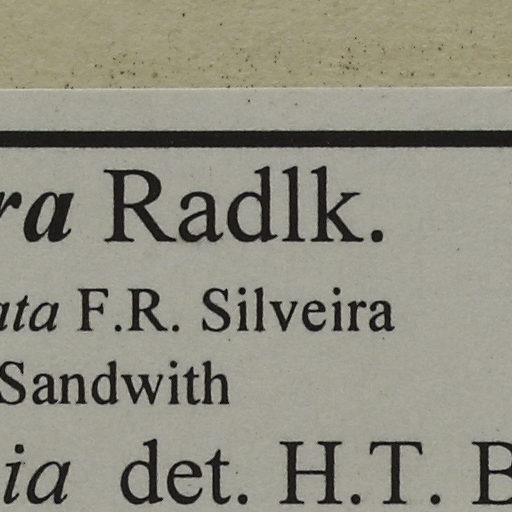 ra Radlk.
ata F.R. Silveira
Sandwith
ia det. H.T. B